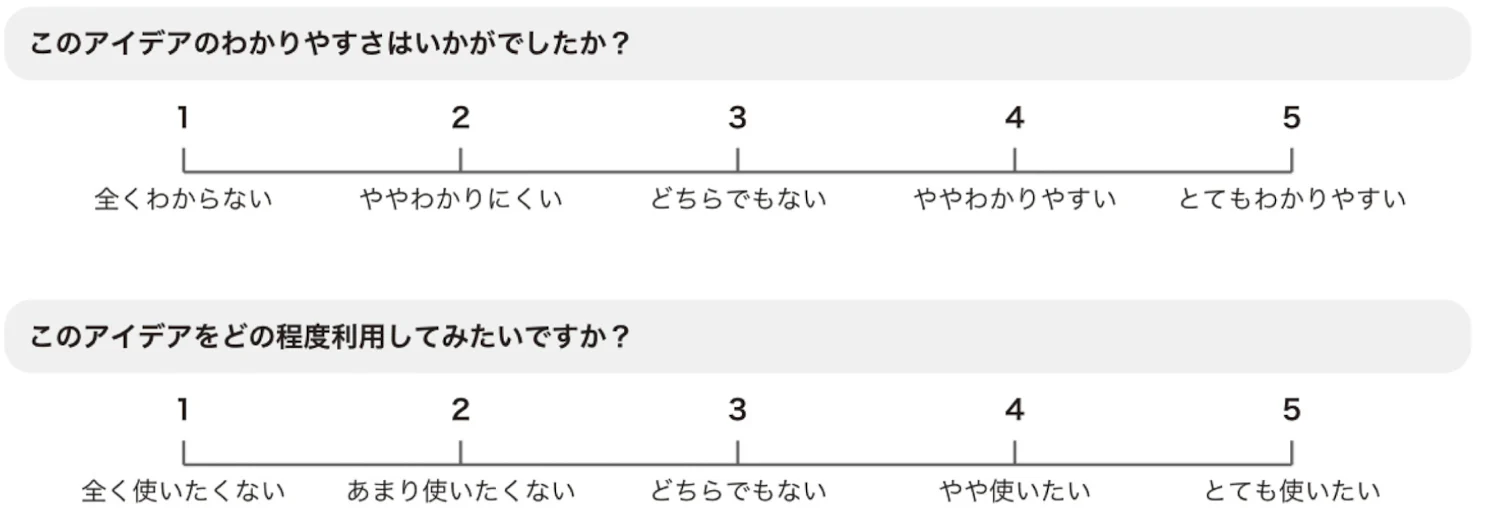 このアイデアのわかりやすさはいかがでしたか？
1 2 3 4 5
全くわからない ややわかりにくい どちらでもない ややわかりやすい とてもわかりやすい
このアイデアをどの程度利用してみたいですか？
1 2 3 4 5
全く使いたくない あまり使いたくない どちらでもない やや使いたい とても使いたい